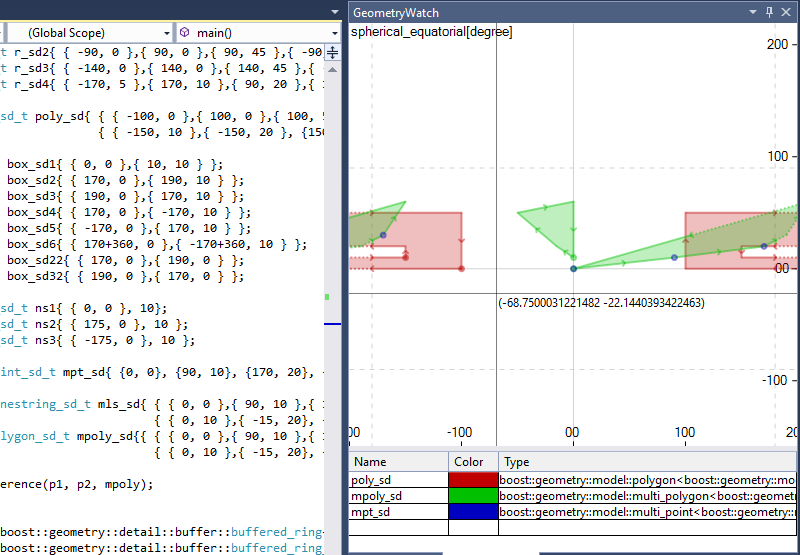 GeometryWatch
(Global Scope) main()
t r_sd2{ { -90, 0 },{ 90, 0 },{ 90, 45 },{ -90
t r_sd3{ { -140, 0 },{ 140, 0 },{ 140, 45 },{
t r_sd4{ { -170, 5 },{ 170, 10 },{ 90, 20 },{
sd_t poly_sd{ { { -100, 0 },{ 100, 0 },{ 100,
{ { -150, 10 },{ -150, 20 }, {150
box_sd1{ { 0, 0 },{ 10, 10 } };
box_sd2{ { 170, 0 },{ 190, 10 } };
box_sd3{ { 190, 0 },{ 170, 10 } };
box_sd4{ { 170, 0 },{ -170, 10 } };
box_sd5{ { -170, 0 },{ 170, 10 } };
box_sd6{ { 170+360, 0 },{ -170+360, 10 } };
box_sd22{ { 170, 0 },{ 190, 0 } };
box_sd32{ { 190, 0 },{ 170, 0 } };
sd_t ns1{ { 0, 0 }, 10};
sd_t ns2{ { 175, 0 }, 10 };
sd_t ns3{ { -175, 0 }, 10 };
int_sd_t mpt_sd{ {0, 0}, {90, 10}, {170, 20}, -
nestring_sd_t mls_sd{ { { 0, 0 },{ 90, 10 },{
{ { 0, 10 },{ -15, 20}, -
lygon_sd_t mpoly_sd{{ { { 0, 0 },{ 90, 10 },{
{ { 0, 10 },{ -15, 20}, -
erence(p1, p2, mpoly);
boost::geometry::detail::buffer::buffered_ring
boost::geometry::detail::buffer::buffered_ring
spherical_equatorial[degree]
200
100
00
-100
(-68.7500031221482 -22.1440393422463)
00 -100 00 100 20
Name Color Type
poly_sd boost::geometry::model::polygon<boost::geometry::mo
mpoly_sd boost::geometry::model::multi_polygon<boost::geomet
mpt_sd boost::geometry::model::multi_point<boost::geometry::